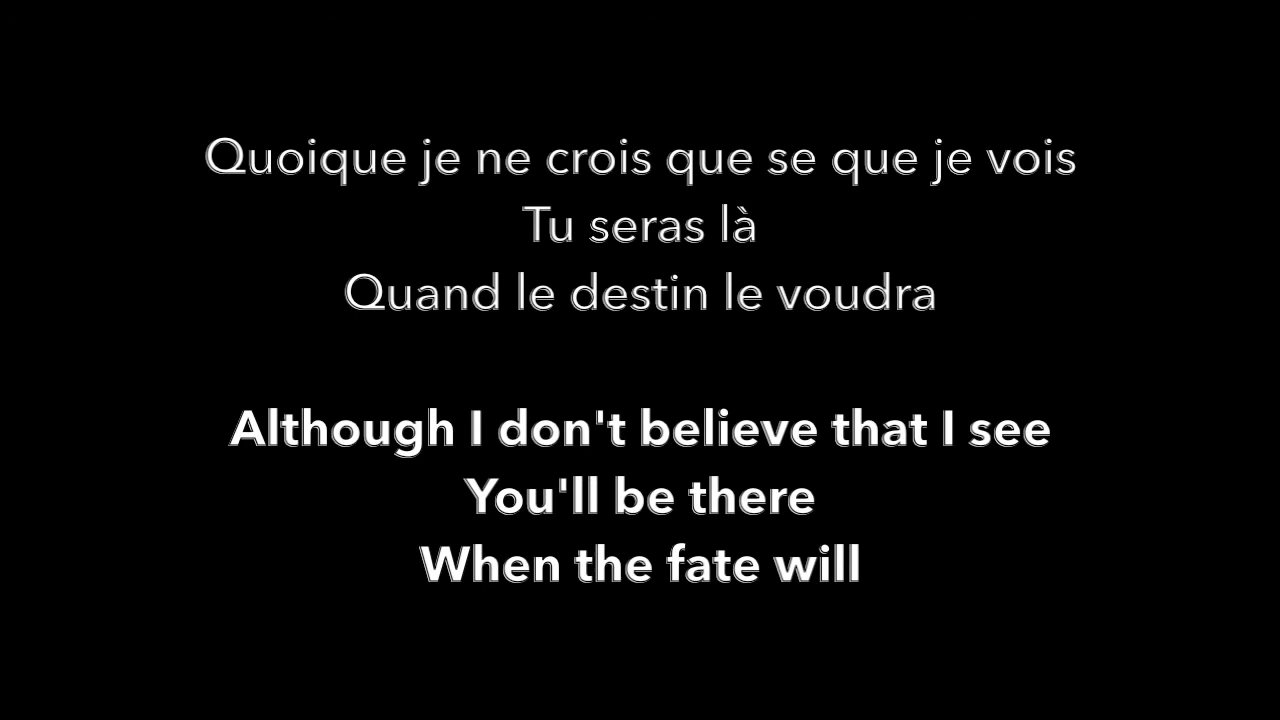 Quoique je ne crois que se que je vois
Tu seras là
Quand le destin le voudra
Although I don't believe that I see
You'll be there
When the fate will